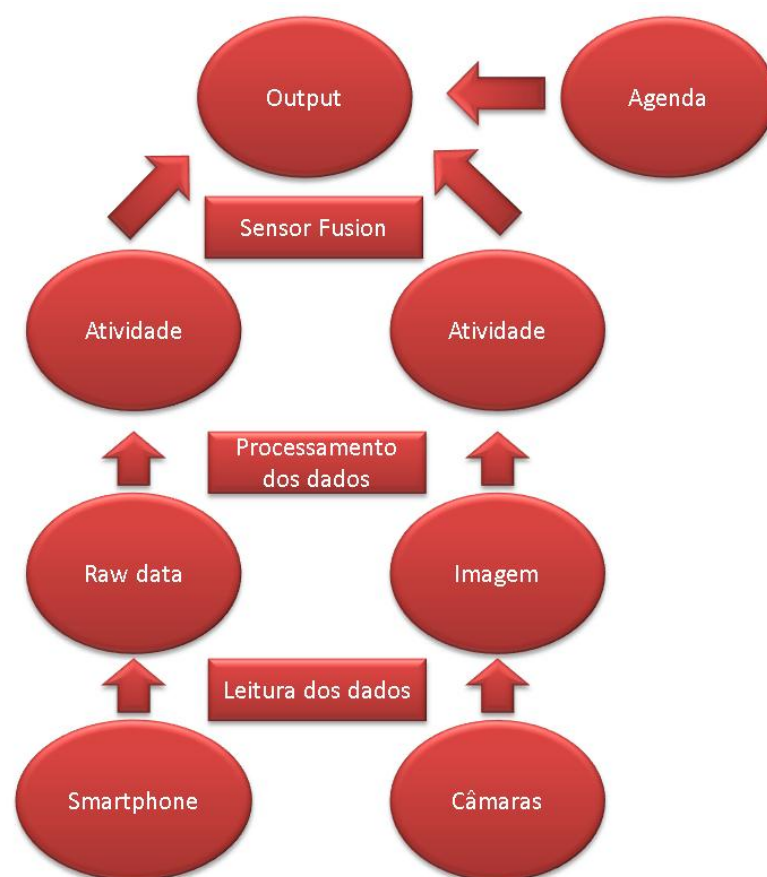 Output
Agenda
Sensor Fusion
Atividade
Atividade
Processamento
dos dados
Raw data
Imagem
Leitura dos dados
Smartphone
Câmaras